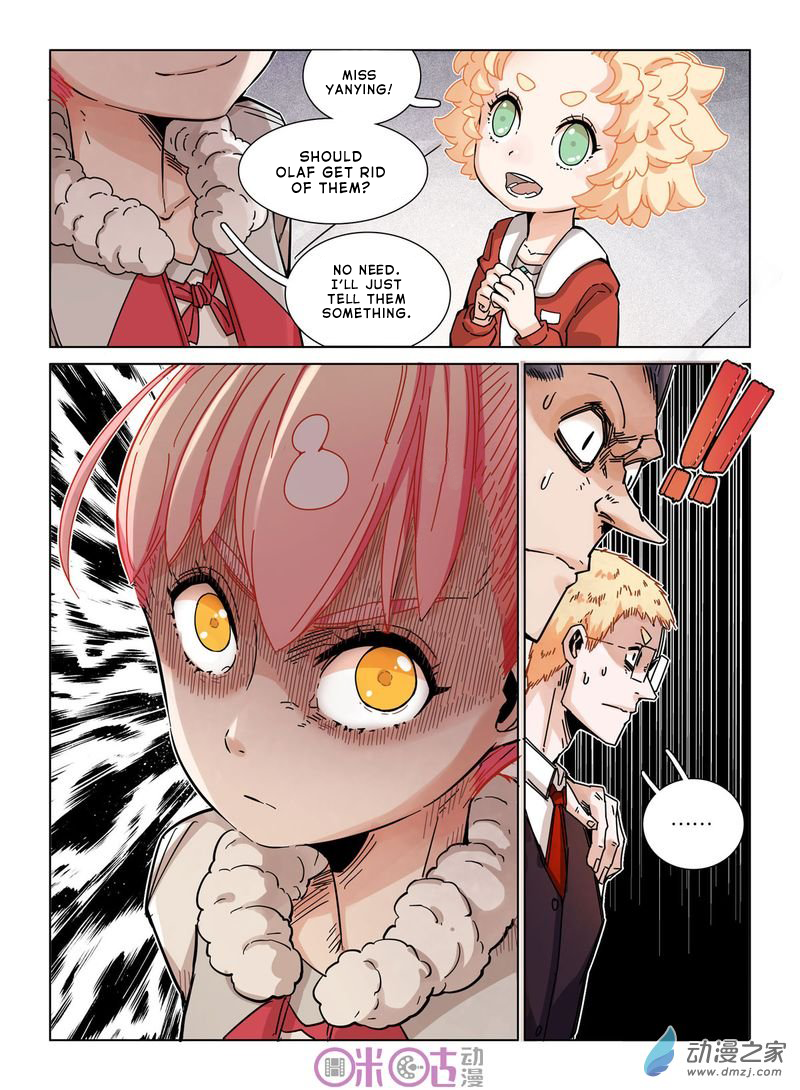 MISS
YANYING!
SHOULD
OLAF GET RID
OF THEM?
NO NEED.
I'LL JUST
TELL THEM
SOMETHING.
!!
......
咪咕动漫
动漫之家
www.dmzj.com